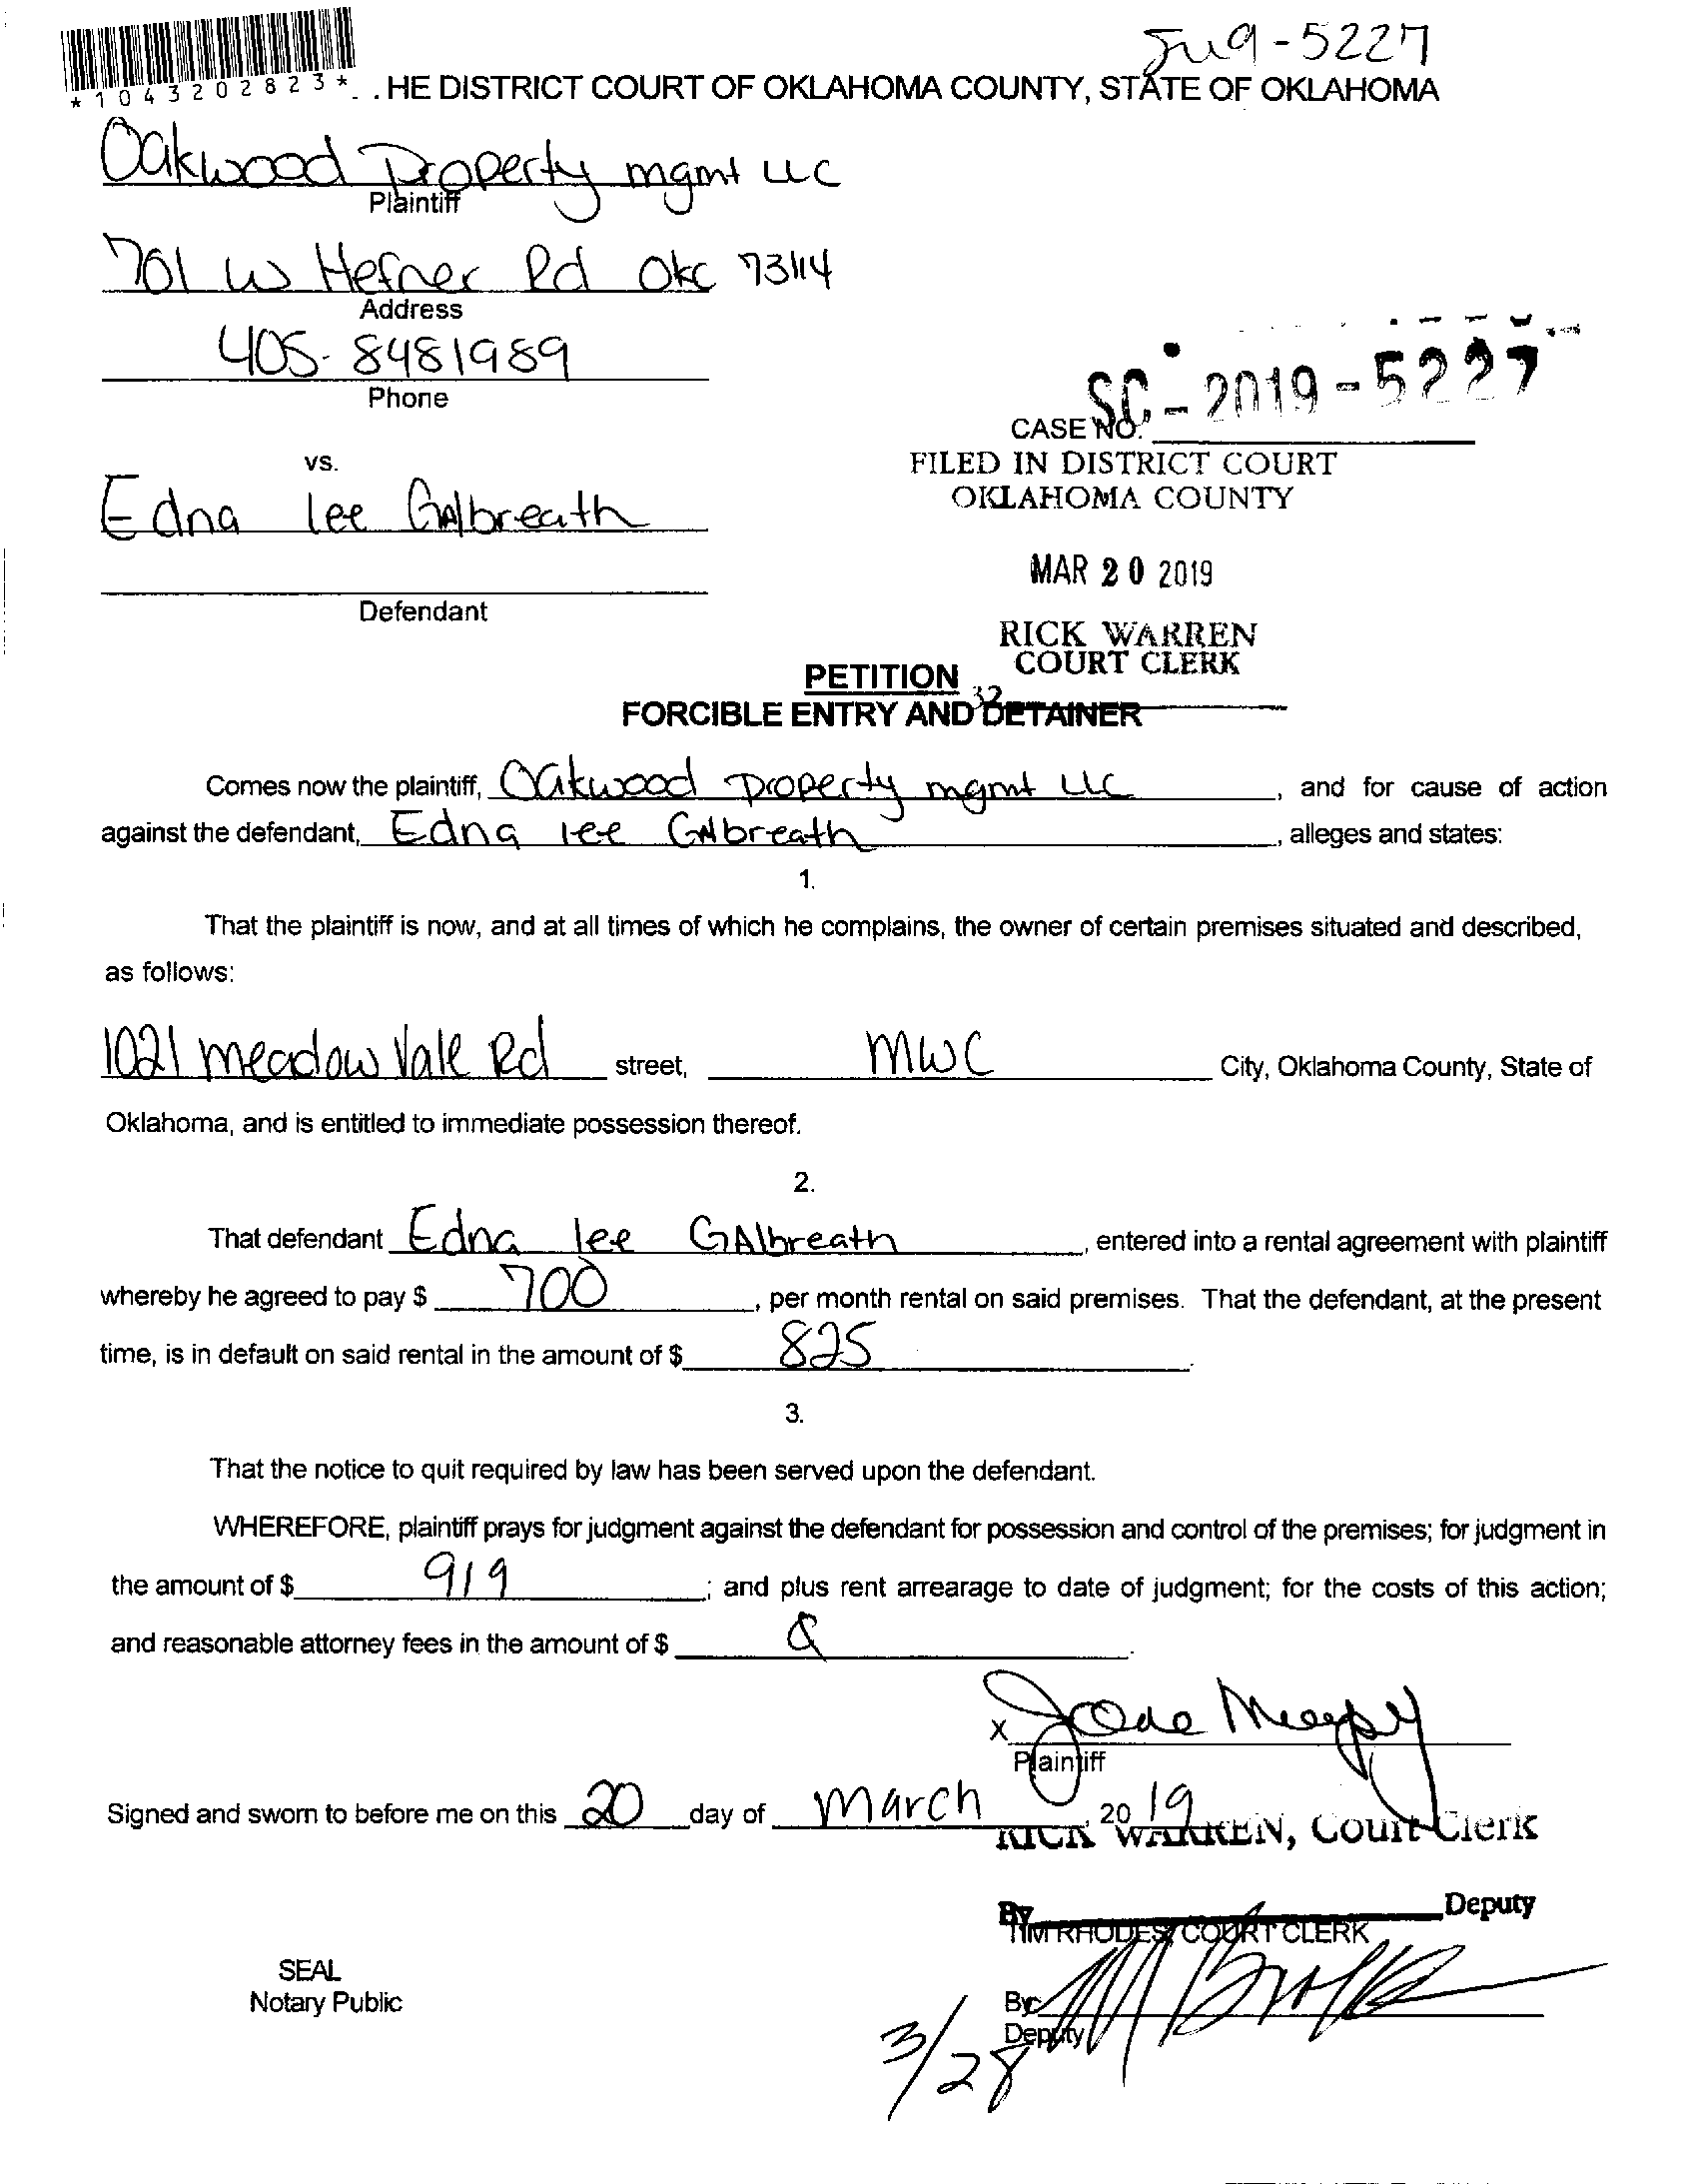 *1043202823*
-5227
HE DISTRICT COURT OF OKLAHOMA COUNTY, STATE OF OKLAHOMA
Oakwood Property mgmt LLC
Plaintiff
701 W Hefner Rd Okc 73114
Address
405-8481989
Phone
CASE NO. SC-2019-5227
vs.
FILED IN DISTRICT COURT
OKLAHOMA COUNTY
Edna lee GAlbreath
MAR 20 2019
Defendant
RICK WARREN
COURT CLERK
PETITION
32
FORCIBLE ENTRY AND DETAINER
Comes now the plaintiff, Oakwood Property mgmt LLC, and for cause of action
against the defendant, Edna lee GAlbreath, alleges and states:
1.
That the plaintiff is now, and at all times of which he complains, the owner of certain premises situated and described,
as follows:
1021 meadow Vale Rd street, MWC City, Oklahoma County, State of
Oklahoma, and is entitled to immediate possession thereof.
2.
That defendant Edna lee GAlbreath, entered into a rental agreement with plaintiff
whereby he agreed to pay $ 700, per month rental on said premises. That the defendant, at the present
time, is in default on said rental in the amount of $ 825.
3.
That the notice to quit required by law has been served upon the defendant.
WHEREFORE, plaintiff prays for judgment against the defendant for possession and control of the premises; for judgment in
the amount of $ 919; and plus rent arrearage to date of judgment; for the costs of this action;
and reasonable attorney fees in the amount of $
X
Plaintiff
Signed and sworn to before me on this 20 day of March, 2019
RICK WARREN, Court Clerk
By Deputy
TIM RHODES, COURT CLERK
SEAL
Notary Public
By:
Deputy
3/28